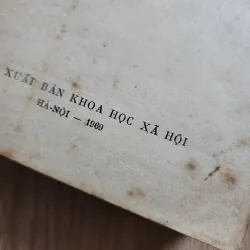 XUẤT BẢN KHOA HỌC XÃ HỘI
HÀ-NỘI — 1969